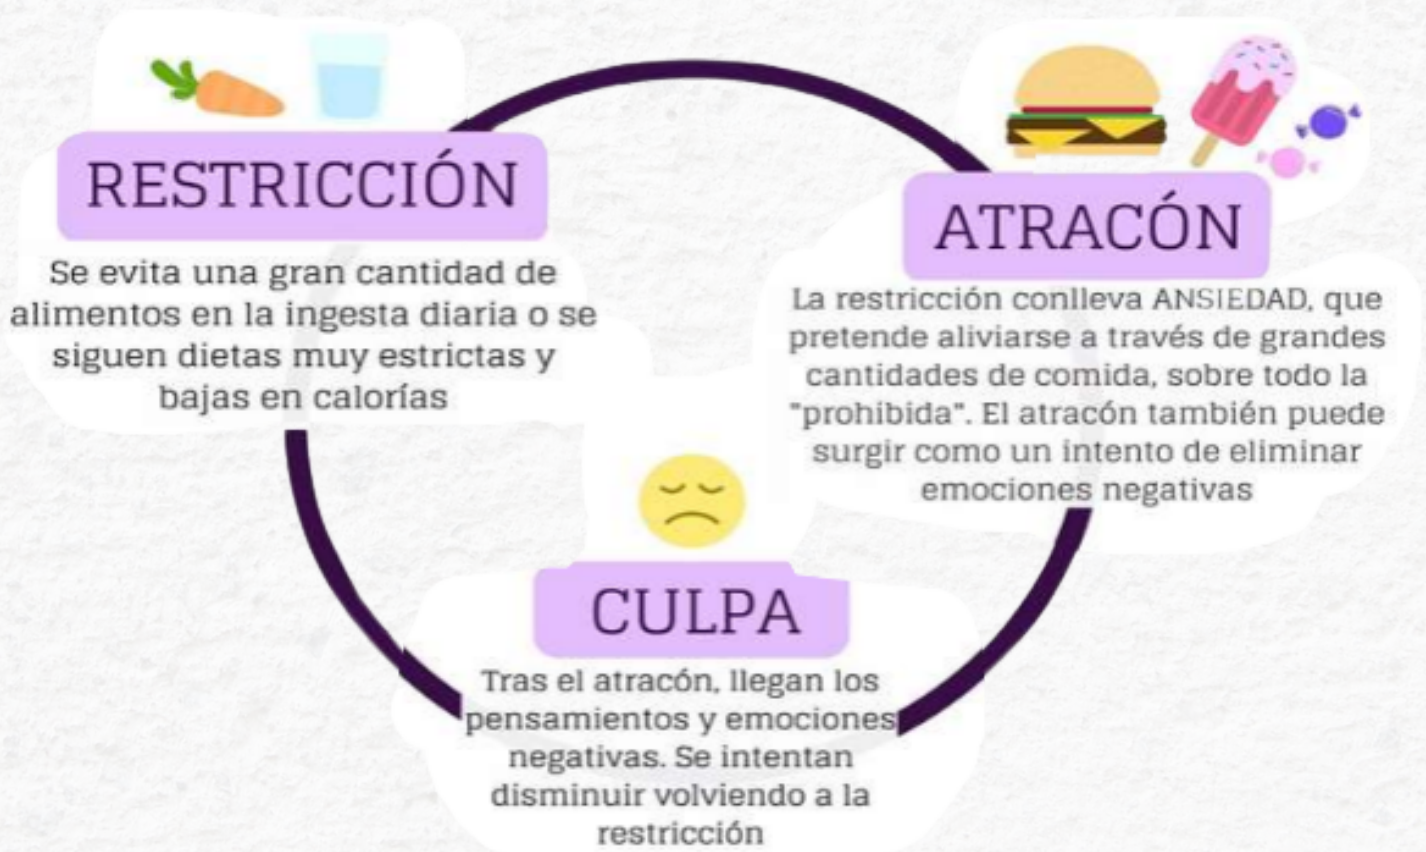 RESTRICCIÓN
Se evita una gran cantidad de
alimentos en la ingesta diaria o se
siguen dietas muy estrictas y
bajas en calorías
ATRACÓN
La restricción conlleva ANSIEDAD, que
pretende aliviarse a través de grandes
cantidades de comida, sobre todo la
"prohibida". El atracón también puede
surgir como un intento de eliminar
emociones negativas
CULPA
Tras el atracón, llegan los
pensamientos y emociones
negativas. Se intentan
disminuir volviendo a la
restricción